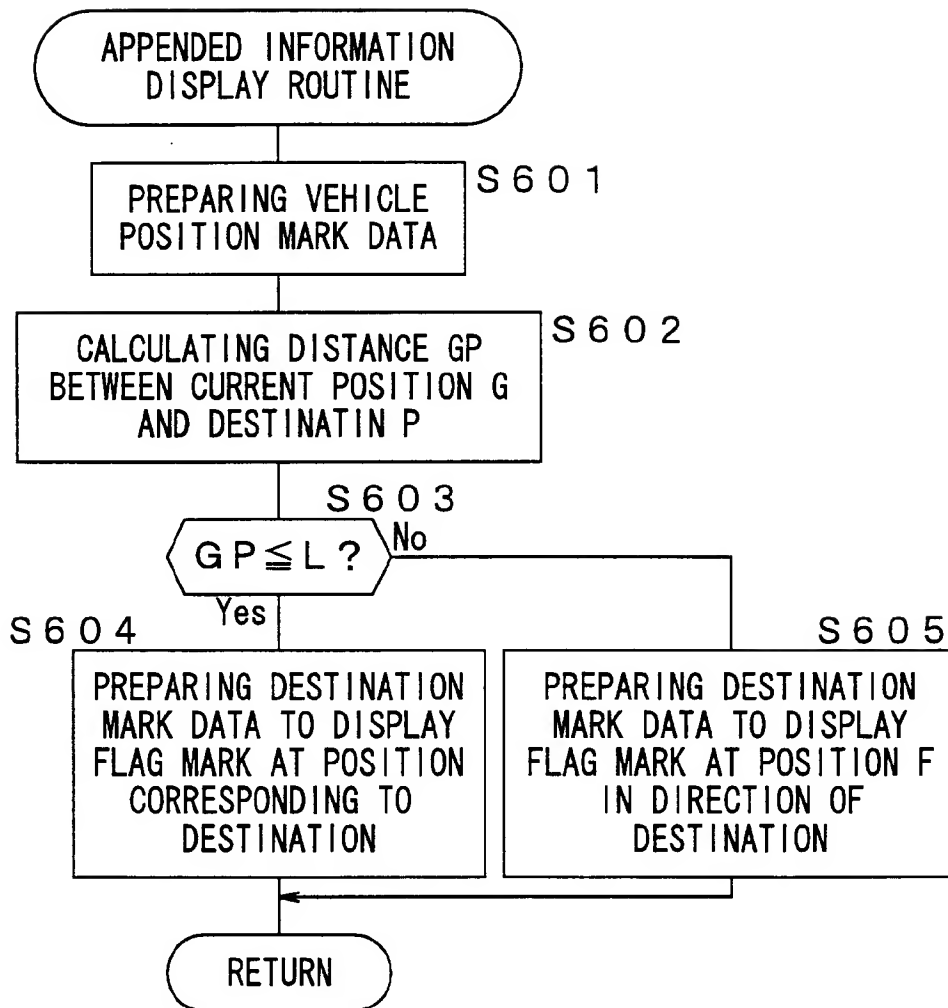 APPENDED INFORMATION
DISPLAY ROUTINE
S601
PREPARING VEHICLE
POSITION MARK DATA
S602
CALCULATING DISTANCE GP
BETWEEN CURRENT POSITION G
AND DESTINATIN P
S603
GP≦L?
No
Yes
S604
PREPARING DESTINATION
MARK DATA TO DISPLAY
FLAG MARK AT POSITION
CORRESPONDING TO
DESTINATION
S605
PREPARING DESTINATION
MARK DATA TO DISPLAY
FLAG MARK AT POSITION F
IN DIRECTION OF
DESTINATION
RETURN